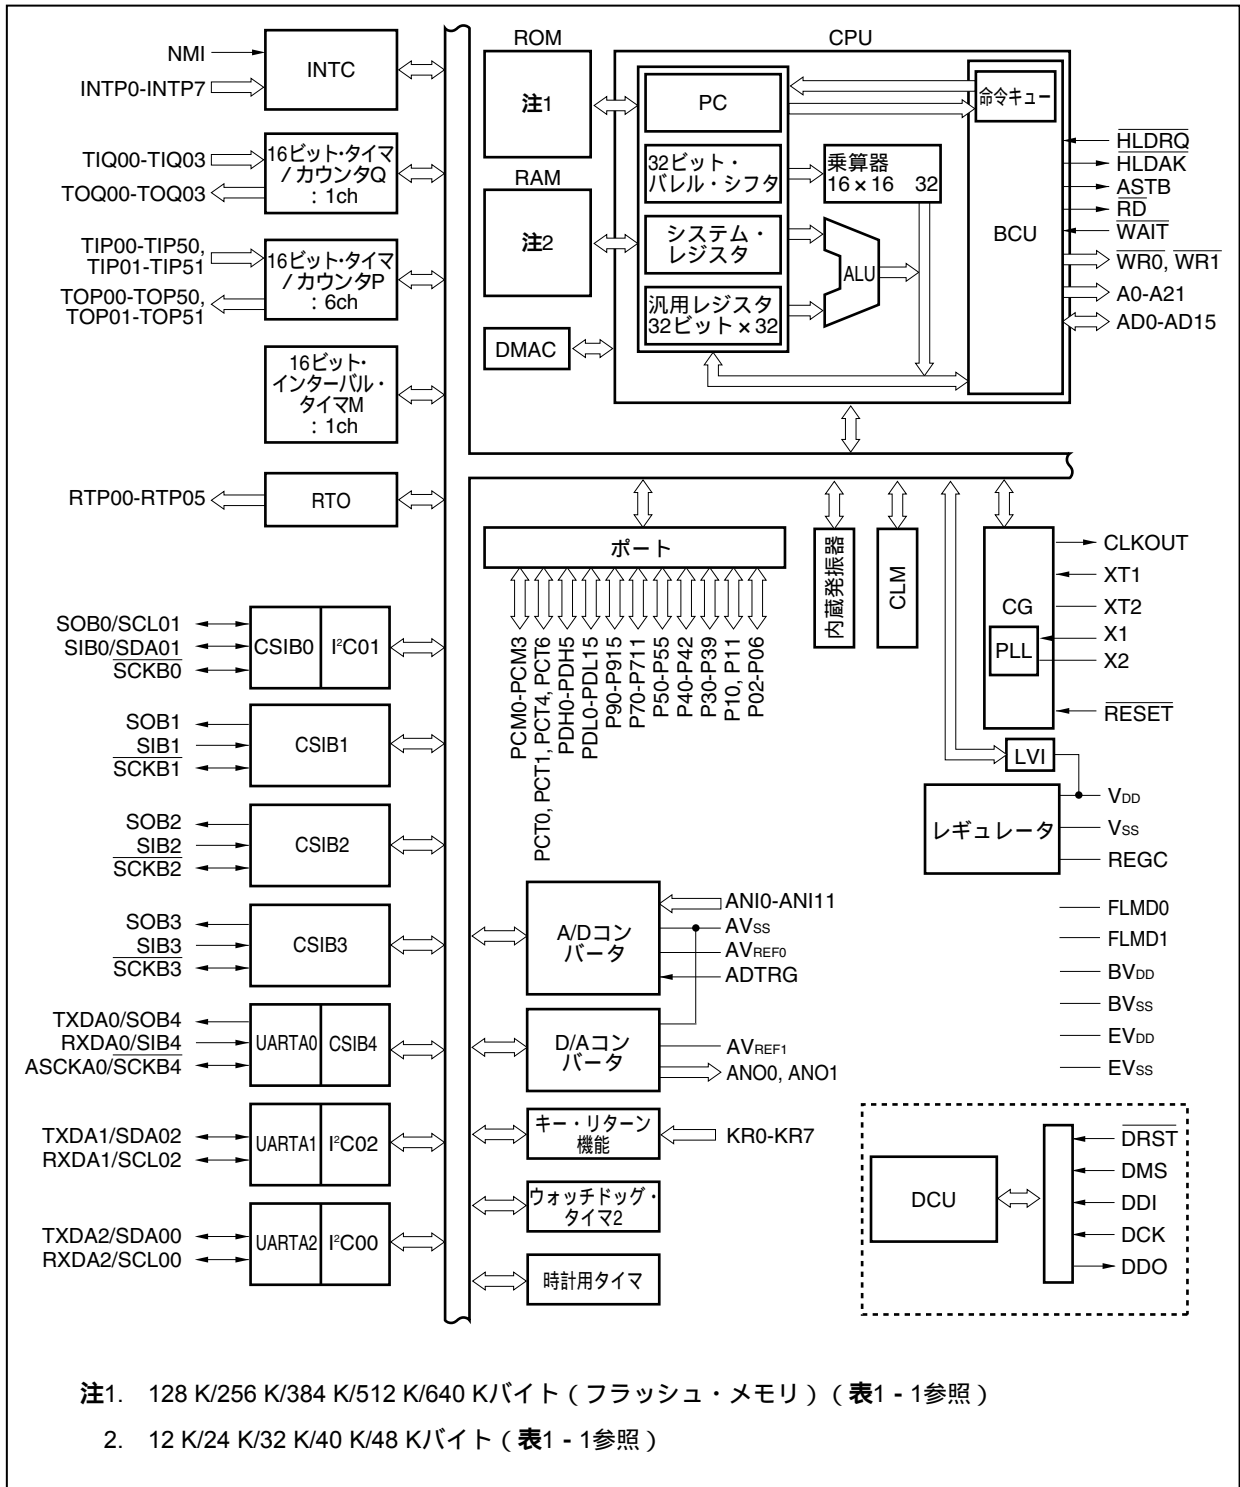 NMI
INTP0-INTP7
INTC
TIQ00-TIQ03
TOQ00-TOQ03
16ビット・タイマ
/ カウンタQ
: 1ch
TIP00-TIP50,
TIP01-TIP51
TOP00-TOP50,
TOP01-TOP51
16ビット・タイマ
/ カウンタP
: 6ch
16ビット・
インターバル・
タイマM
: 1ch
RTP00-RTP05
RTO
SOB0/SCL01
SIB0/SDA01
SCKB0
CSIB0
I²C01
SOB1
SIB1
SCKB1
CSIB1
SOB2
SIB2
SCKB2
CSIB2
SOB3
SIB3
SCKB3
CSIB3
TXDA0/SOB4
RXDA0/SIB4
ASCKA0/SCKB4
UARTA0
CSIB4
TXDA1/SDA02
RXDA1/SCL02
UARTA1
I²C02
TXDA2/SDA00
RXDA2/SCL00
UARTA2
I²C00
ROM
注1
RAM
注2
DMAC
CPU
PC
32ビット・
バレル・シフタ
システム・
レジスタ
汎用レジスタ
32ビット×32
乗算器
16×16 32
ALU
命令キュー
BCU
HLDRQ
HLDAK
ASTB
RD
WAIT
WR0, WR1
A0-A21
AD0-AD15
ポート
PCM0-PCM3
PCT0, PCT1, PCT4, PCT6
PDH0-PDH5
PDL0-PDL15
P90-P915
P70-P711
P50-P55
P40-P42
P30-P39
P10, P11
P02-P06
内蔵発振器
CLM
CG
PLL
CLKOUT
XT1
XT2
X1
X2
RESET
LVI
レギュレータ
VDD
VSS
REGC
FLMD0
FLMD1
BVDD
BVSS
EVDD
EVSS
A/Dコン
バータ
ANI0-ANI11
AVSS
AVREF0
ADTRG
D/Aコン
バータ
AVREF1
ANO0, ANO1
キー・リターン
機能
KR0-KR7
ウォッチドッグ・
タイマ2
時計用タイマ
DCU
DRST
DMS
DDI
DCK
DDO
注1. 128 K/256 K/384 K/512 K/640 Kバイト（フラッシュ・メモリ）（表1-1参照）
2. 12 K/24 K/32 K/40 K/48 Kバイト（表1-1参照）